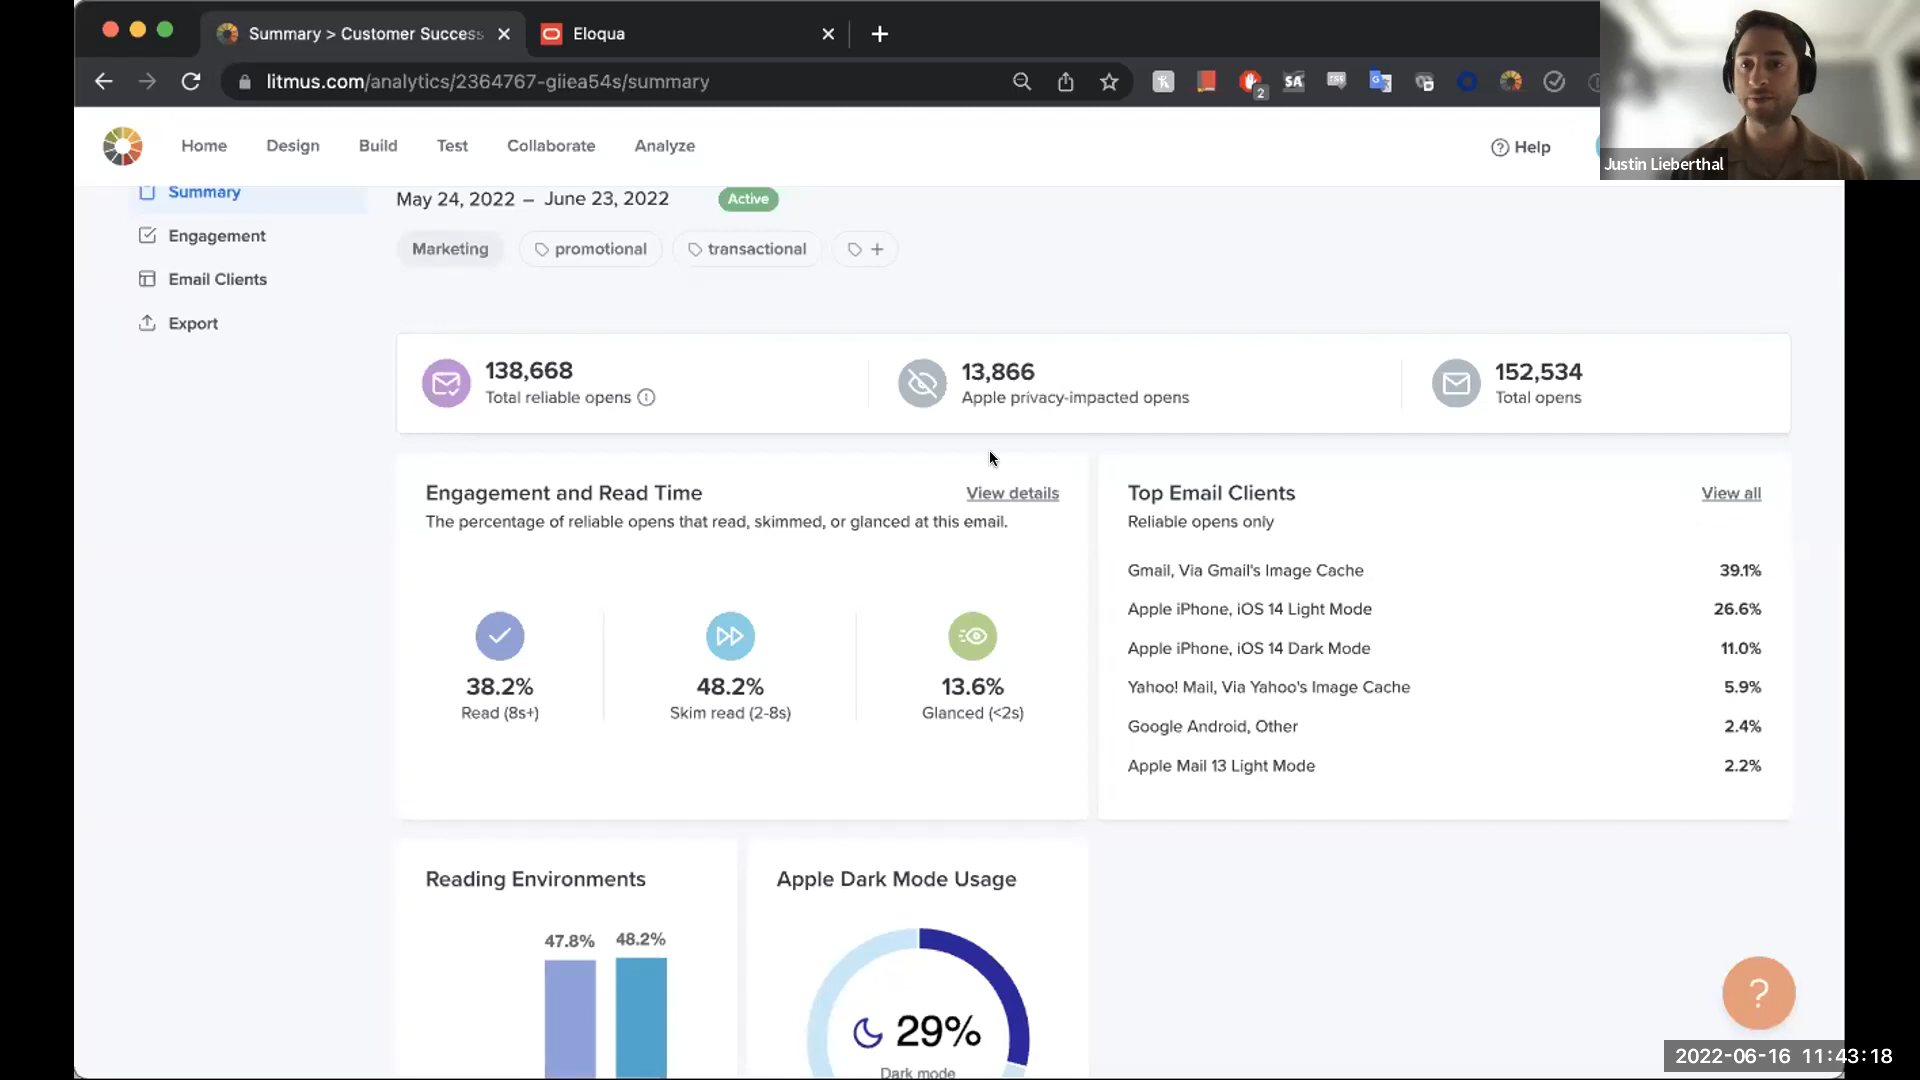 Summary > Customer Success
Eloqua
litmus.com/analytics/2364767-giiea54s/summary
2
SA
Justin Lieberthal
Home
Design
Build
Test
Collaborate
Analyze
? Help
Summary
Engagement
Email Clients
Export
May 24, 2022 – June 23, 2022
Active
Marketing
promotional
transactional
+
138,668
Total reliable opens
13,866
Apple privacy-impacted opens
152,534
Total opens
Engagement and Read Time
View details
The percentage of reliable opens that read, skimmed, or glanced at this email.
38.2%
Read (8s+)
48.2%
Skim read (2-8s)
13.6%
Glanced (<2s)
Top Email Clients
View all
Reliable opens only
Gmail, Via Gmail's Image Cache 39.1%
Apple iPhone, iOS 14 Light Mode 26.6%
Apple iPhone, iOS 14 Dark Mode 11.0%
Yahoo! Mail, Via Yahoo's Image Cache 5.9%
Google Android, Other 2.4%
Apple Mail 13 Light Mode 2.2%
Reading Environments
47.8%
48.2%
Apple Dark Mode Usage
29%
Dark mode
?
2022-06-16 11:43:18